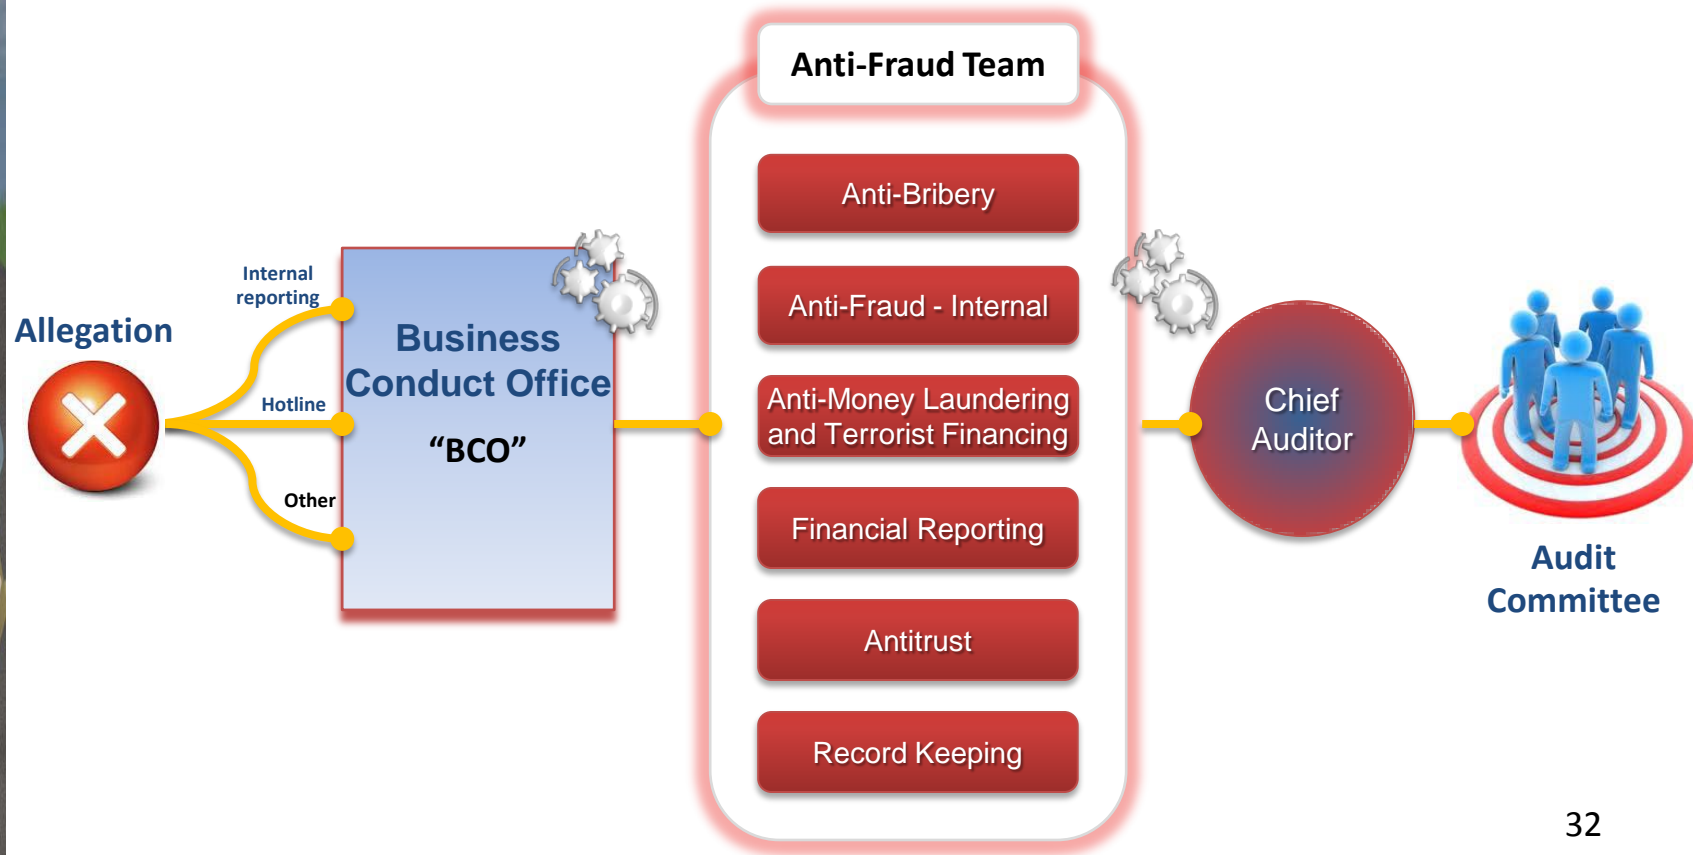 Anti-Fraud Team
Allegation
Internal
reporting
Hotline
Other
Business
Conduct Office
“BCO”
Anti-Bribery
Anti-Fraud - Internal
Anti-Money Laundering
and Terrorist Financing
Financial Reporting
Antitrust
Record Keeping
Chief
Auditor
Audit
Committee
32